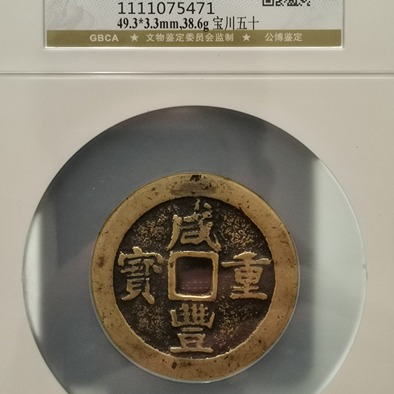 1111075471
49.3*3.3mm,38.6g 宝川五十
GBCA ★ 文物鉴定委员会监制 ★ 公博鉴定
咸
寶 重
豐